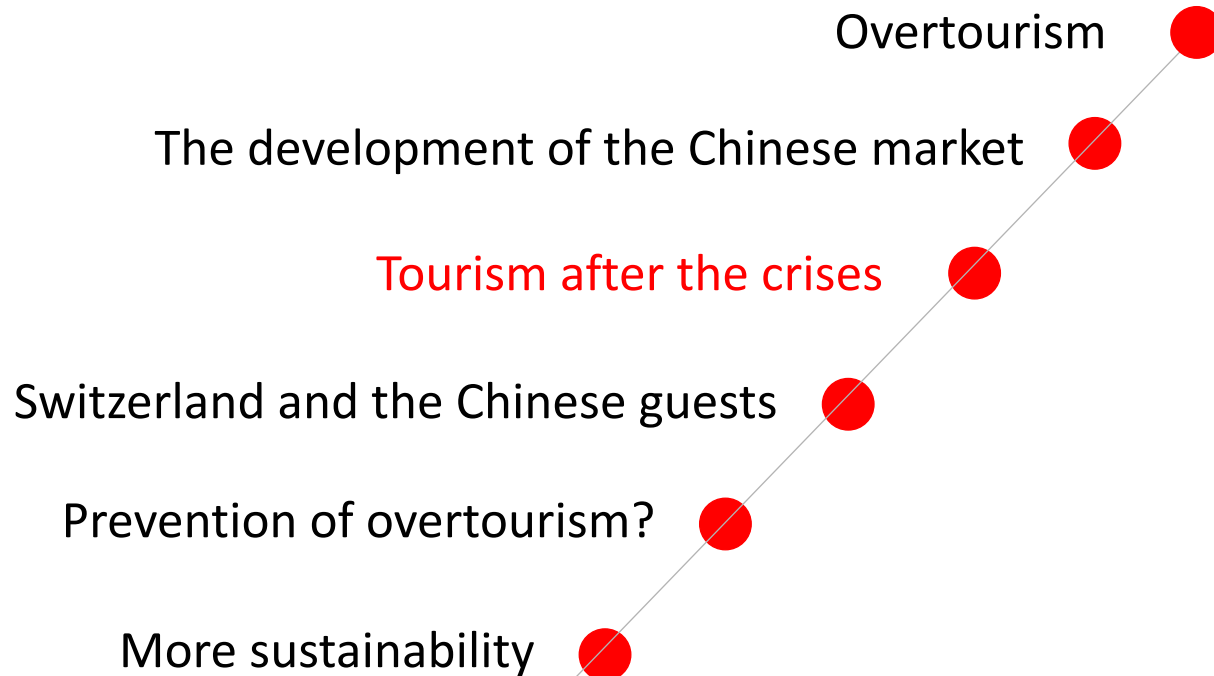 Overtourism
The development of the Chinese market
Tourism after the crises
Switzerland and the Chinese guests
Prevention of overtourism?
More sustainability